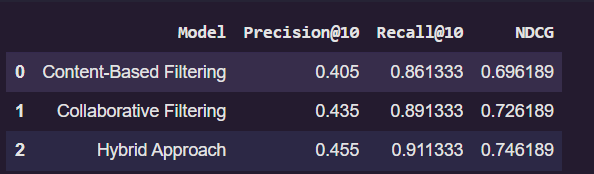 Model Precision@10 Recall@10 NDCG
0 Content-Based Filtering 0.405 0.861333 0.696189
1 Collaborative Filtering 0.435 0.891333 0.726189
2 Hybrid Approach 0.455 0.911333 0.746189